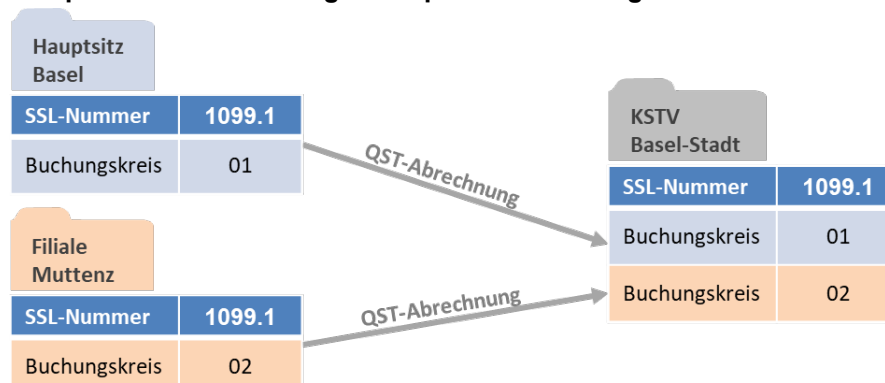 Hauptsitz
Basel
SSL-Nummer 1099.1
Buchungskreis 01
QST-Abrechnung
Filiale
Muttenz
SSL-Nummer 1099.1
Buchungskreis 02
QST-Abrechnung
KSTV
Basel-Stadt
SSL-Nummer 1099.1
Buchungskreis 01
Buchungskreis 02